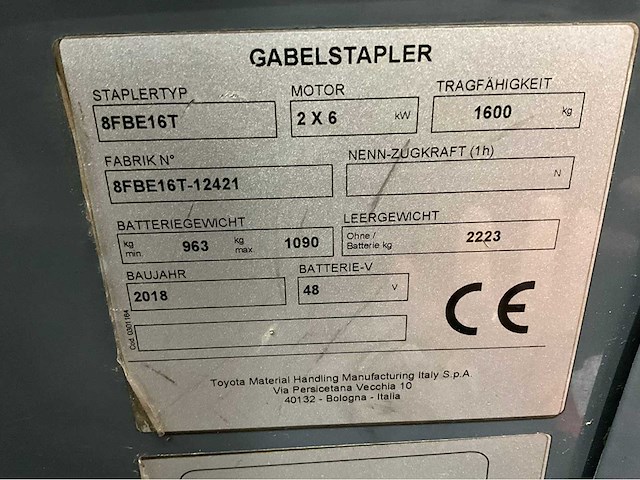 GABELSTAPLER
STAPLERTYP MOTOR TRAGFÄHIGKEIT
8FBE16T 2 X 6 kW 1600 kg
FABRIK N° NENN-ZUGKRAFT (1h)
8FBE16T-12421 N
BATTERIEGEWICHT LEERGEWICHT
kg min. 963 kg max. 1090 Ohne / Batterie kg 2223
BAUJAHR BATTERIE-V
2018 48 V
CE
Cod. 0301164
Toyota Material Handling Manufacturing Italy S.p.A.
Via Persicetana Vecchia 10
40132 - Bologna - Italia